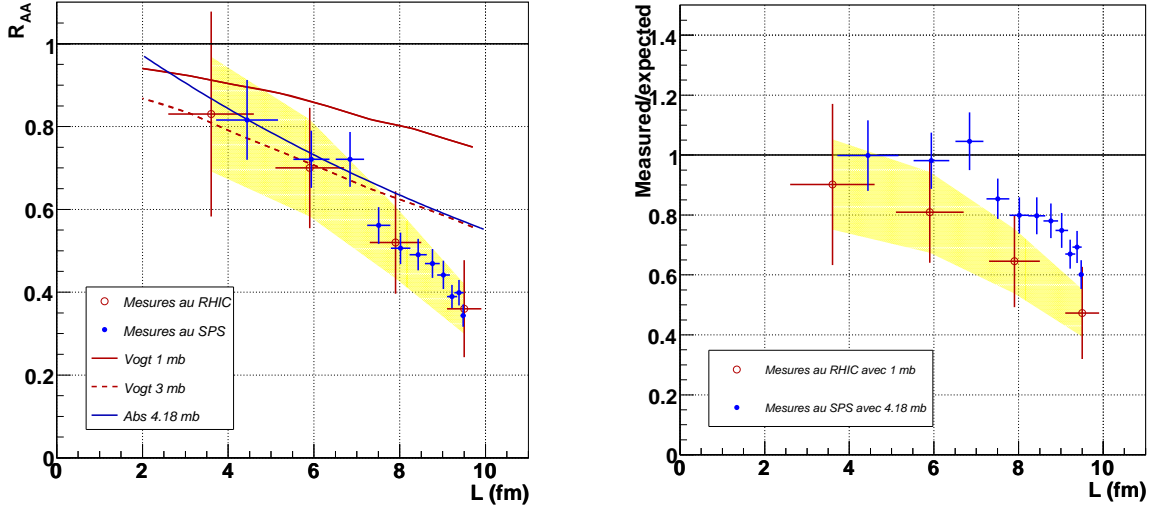 R_AA
1
0.8
0.6
0.4
0.2
0
Mesures au RHIC
Mesures au SPS
Vogt 1 mb
Vogt 3 mb
Abs 4.18 mb
0 2 4 6 8 10
L (fm)
Measured/expected
1.4
1.2
1.0
0.8
0.6
0.4
0.2
0
Mesures au RHIC avec 1 mb
Mesures au SPS avec 4.18 mb
0 2 4 6 8 10
L (fm)